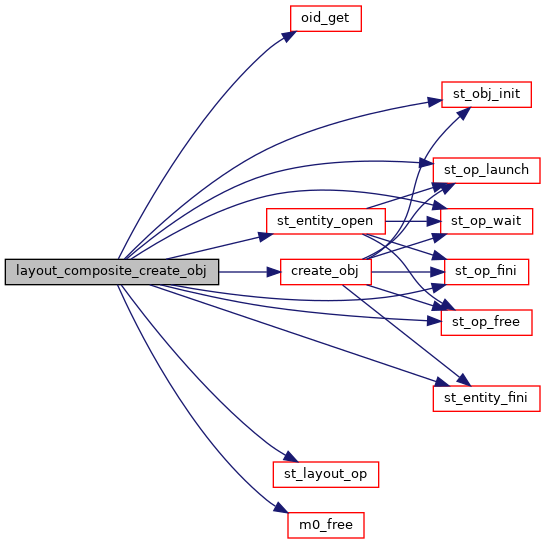 oid_get
st_obj_init
st_op_launch
st_entity_open
st_op_wait
layout_composite_create_obj
create_obj
st_op_fini
st_op_free
st_entity_fini
st_layout_op
m0_free